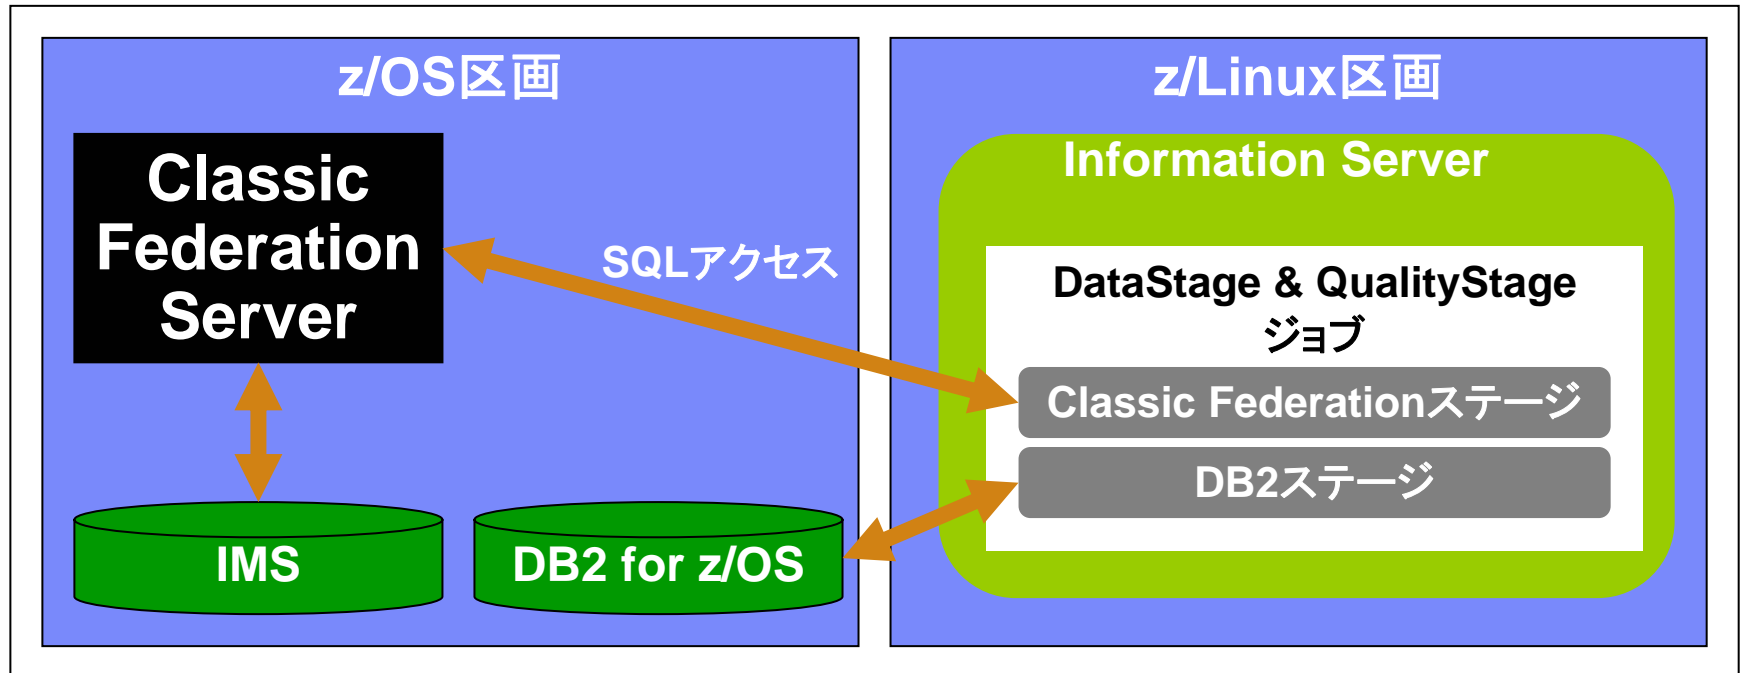 z/OS区画
Classic
Federation
Server
IMS
DB2 for z/OS
SQLアクセス
z/Linux区画
Information Server
DataStage & QualityStage
ジョブ
Classic Federationステージ
DB2ステージ